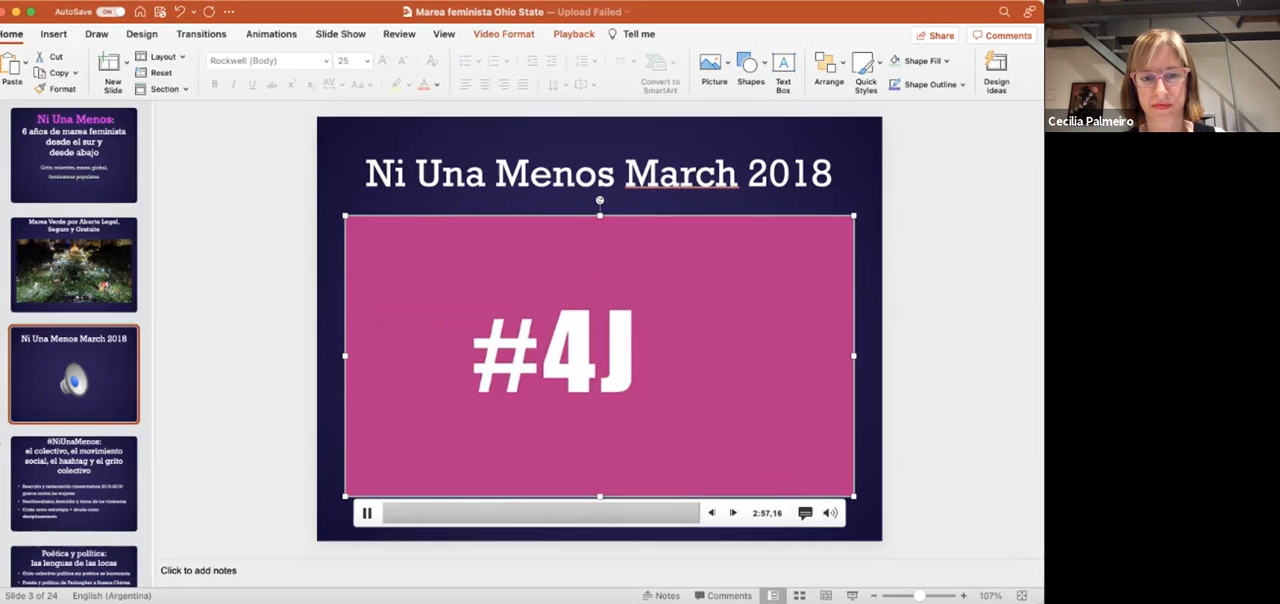 AutoSave ON
Marea feminista Ohio State — Upload Failed
Home Insert Draw Design Transitions Animations Slide Show Review View Video Format Playback Tell me
Share Comments
Paste
Cut
Copy
Format
New Slide
Layout
Reset
Section
Rockwell (Body) 25
Convert to SmartArt
Picture
Shapes
Text Box
Arrange
Quick Styles
Shape Fill
Shape Outline
Design Ideas
Cecilia Palmeiro
Ni Una Menos:
6 años de marea feminista
desde el sur y
desde abajo
Grito colectivo, marea global,
feminismos populares
Marea Verde por Aborto Legal,
Seguro y Gratuito
Ni Una Menos March 2018
#NiUnaMenos:
el colectivo, el movimiento
social, el hashtag y el grito
colectivo
Poética y política:
las lenguas de las locas
Ni Una Menos March 2018
#4J
2:57,16
Click to add notes
Slide 3 of 24
English (Argentina)
Notes
Comments
107%